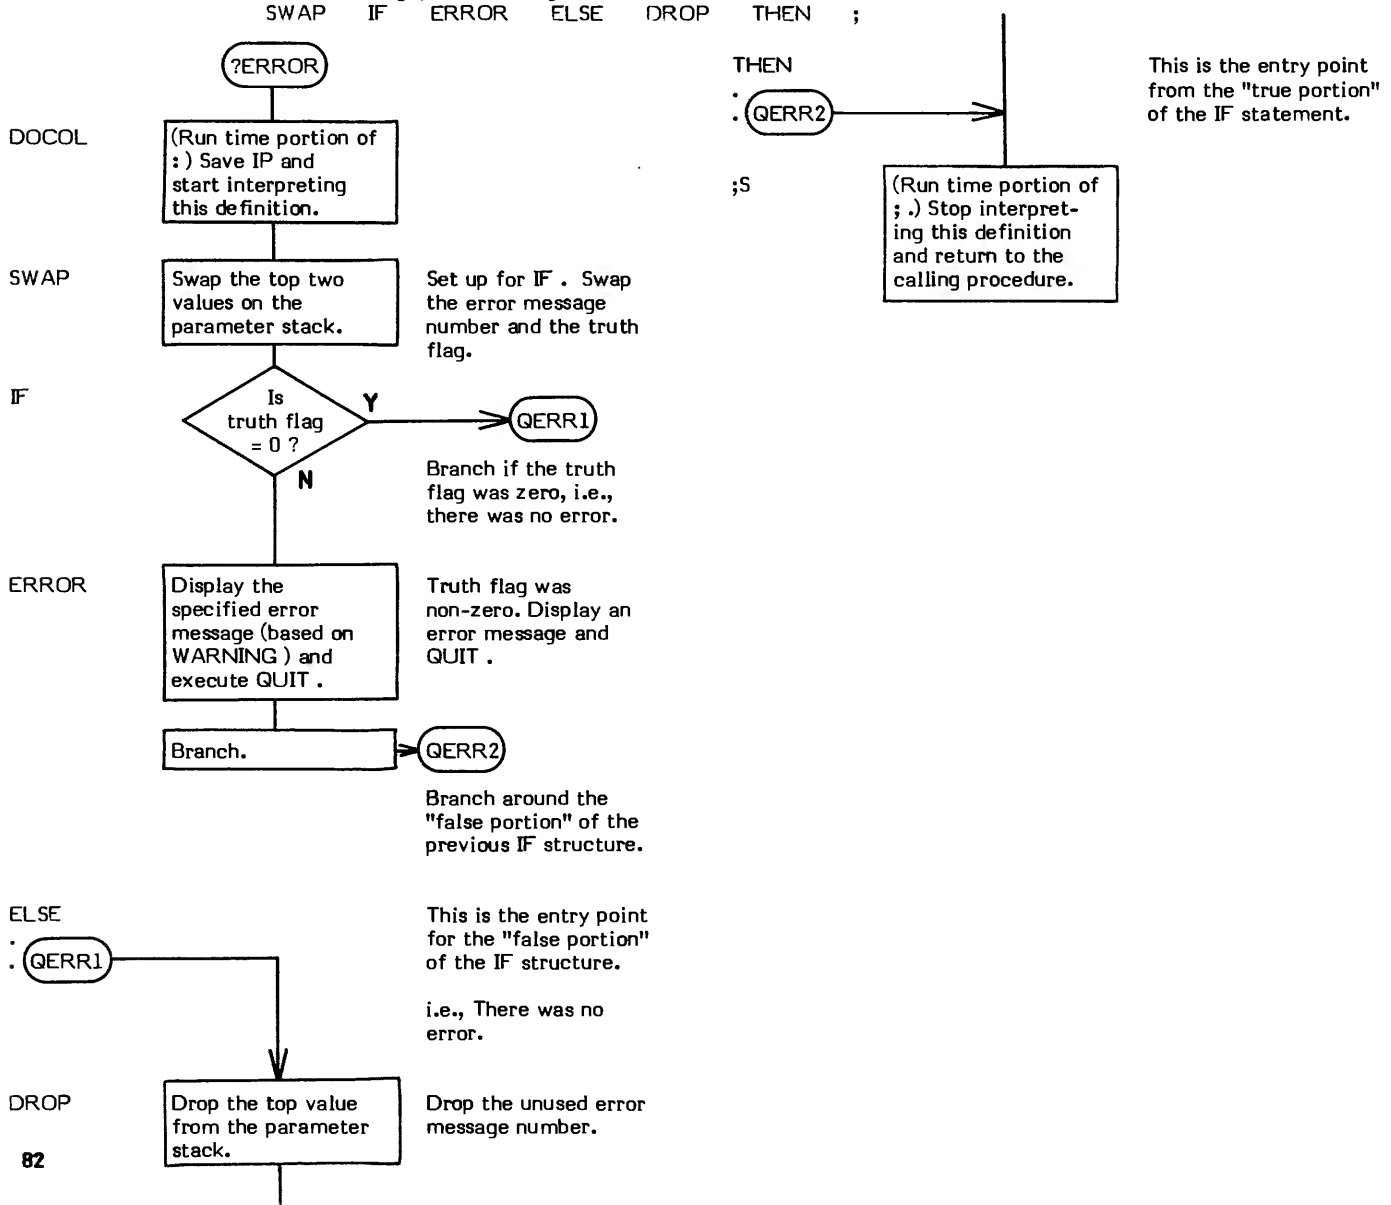 SWAP IF ERROR ELSE DROP THEN ;
?ERROR
DOCOL
(Run time portion of
: ) Save IP and
start interpreting
this definition.
SWAP
Swap the top two
values on the
parameter stack.
Set up for IF . Swap
the error message
number and the truth
flag.
IF
Is
truth flag
= 0 ?
Y
N
QERR1
Branch if the truth
flag was zero, i.e.,
there was no error.
ERROR
Display the
specified error
message (based on
WARNING ) and
execute QUIT .
Truth flag was
non-zero. Display an
error message and
QUIT .
Branch.
QERR2
Branch around the
"false portion" of the
previous IF structure.
ELSE
: QERR1
This is the entry point
for the "false portion"
of the IF structure.
i.e., There was no
error.
DROP
Drop the top value
from the parameter
stack.
Drop the unused error
message number.
82
THEN
: QERR2
This is the entry point
from the "true portion"
of the IF statement.
;S
(Run time portion of
; .) Stop interpret-
ing this definition
and return to the
calling procedure.